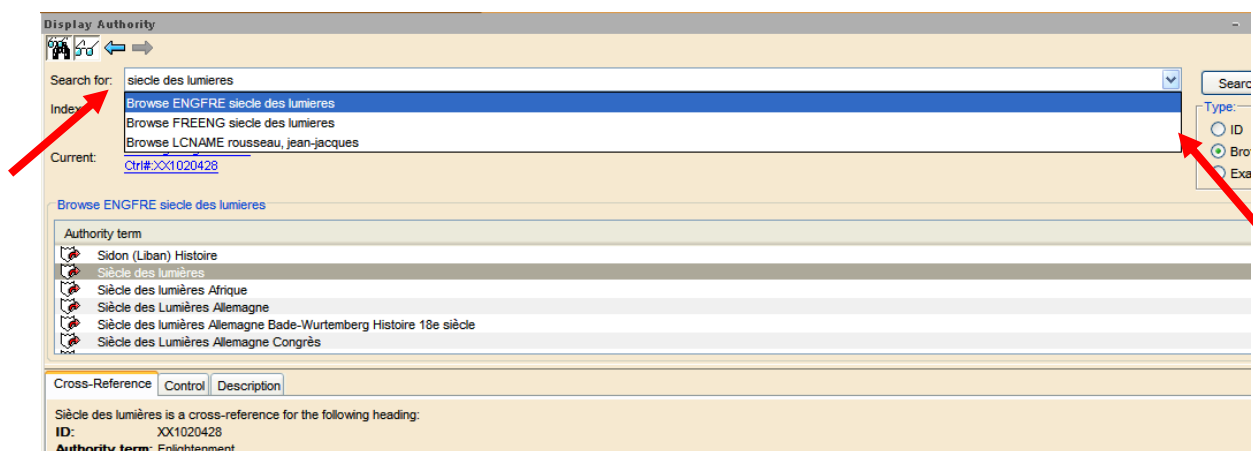 Display Authority
Search for: siecle des lumieres
Searc
Browse ENGFRE siecle des lumieres
Index
Type:
Browse FREENG siecle des lumieres
ID
Browse LCNAME rousseau, jean-jacques
Bro
Current:
Ctrl#:XX1020428
Exa
Browse ENGFRE siecle des lumieres
Authority term
Sidon (Liban) Histoire
Siècle des lumières
Siècle des lumières Afrique
Siècle des Lumières Allemagne
Siècle des lumières Allemagne Bade-Wurtemberg Histoire 18e siècle
Siècle des Lumières Allemagne Congrès
Cross-Reference Control Description
Siècle des lumières is a cross-reference for the following heading:
ID: XX1020428
Authority term: Enlightenment